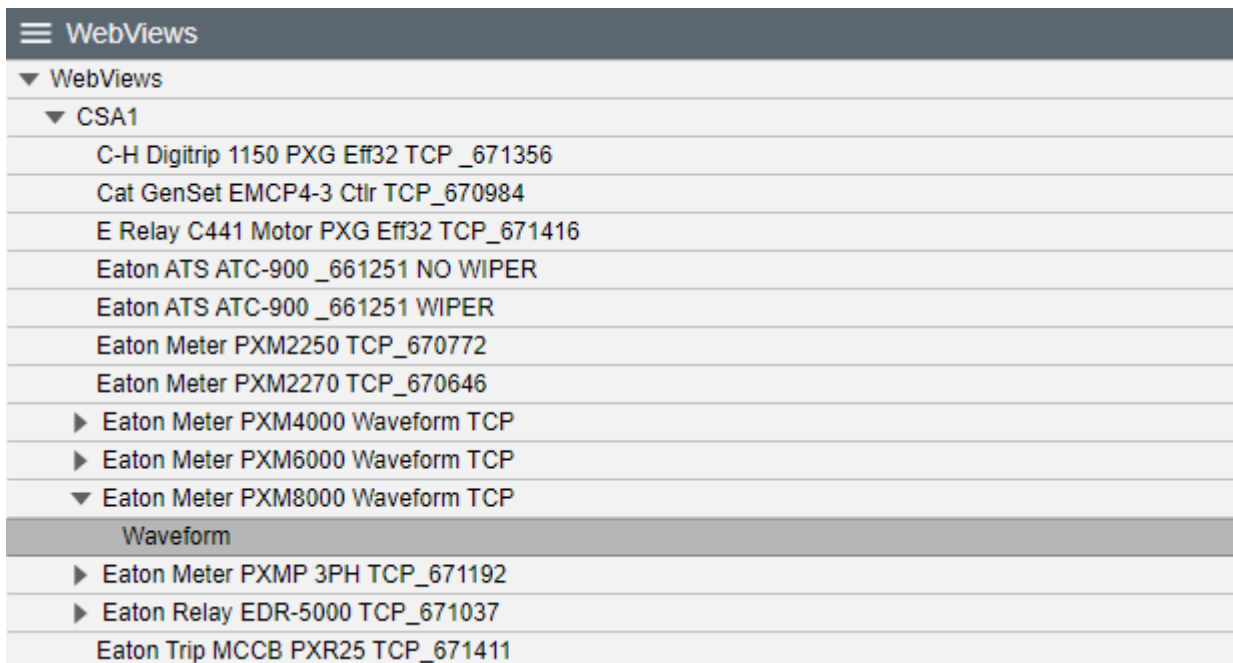 WebViews
WebViews
CSA1
C-H Digitrip 1150 PXG Eff32 TCP _671356
Cat GenSet EMCP4-3 Ctlr TCP_670984
E Relay C441 Motor PXG Eff32 TCP_671416
Eaton ATS ATC-900 _661251 NO WIPER
Eaton ATS ATC-900 _661251 WIPER
Eaton Meter PXM2250 TCP_670772
Eaton Meter PXM2270 TCP_670646
Eaton Meter PXM4000 Waveform TCP
Eaton Meter PXM6000 Waveform TCP
Eaton Meter PXM8000 Waveform TCP
Waveform
Eaton Meter PXMP 3PH TCP_671192
Eaton Relay EDR-5000 TCP_671037
Eaton Trip MCCB PXR25 TCP_671411